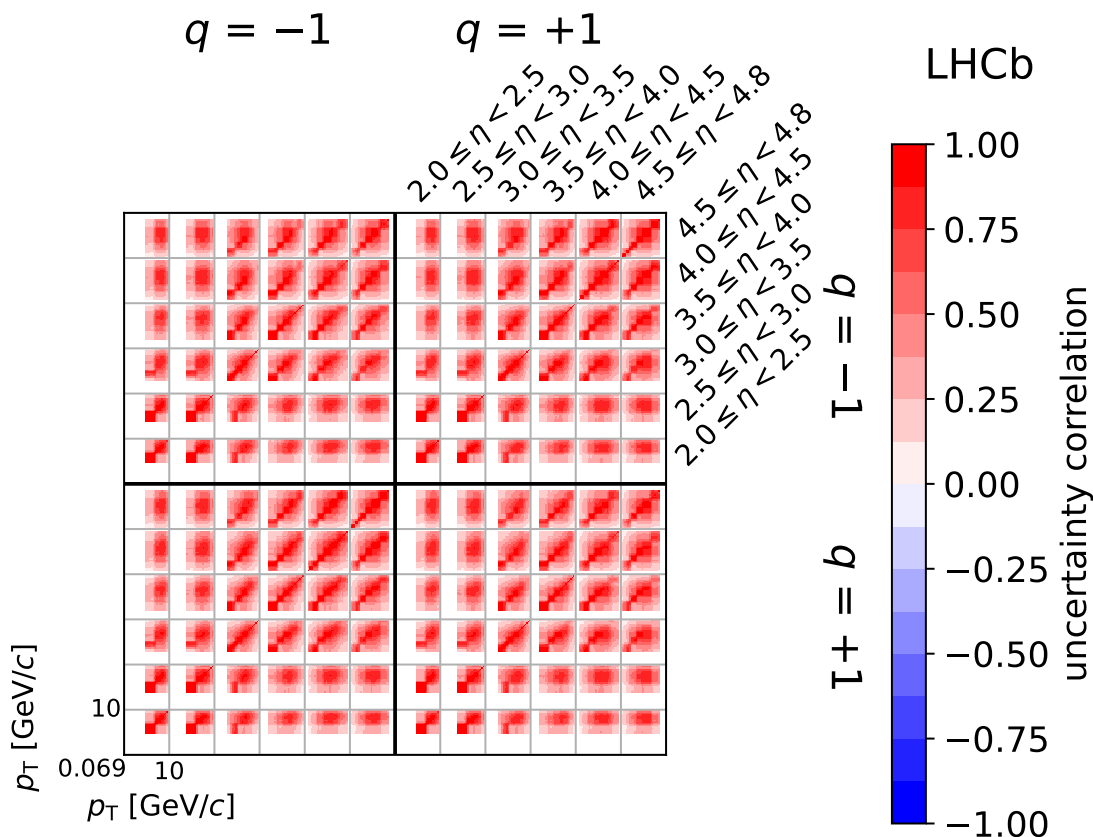 q = −1
q = +1
LHCb
2.0 ≤ η < 2.5
2.5 ≤ η < 3.0
3.0 ≤ η < 3.5
3.5 ≤ η < 4.0
4.0 ≤ η < 4.5
4.5 ≤ η < 4.8
4.5 ≤ η < 4.8
4.0 ≤ η < 4.5
3.5 ≤ η < 4.0
3.0 ≤ η < 3.5
2.5 ≤ η < 3.0
2.0 ≤ η < 2.5
q = −1
q = +1
1.00
0.75
0.50
0.25
0.00
−0.25
−0.50
−0.75
−1.00
uncertainty correlation
pT [GeV/c]
10
0.069
10
pT [GeV/c]